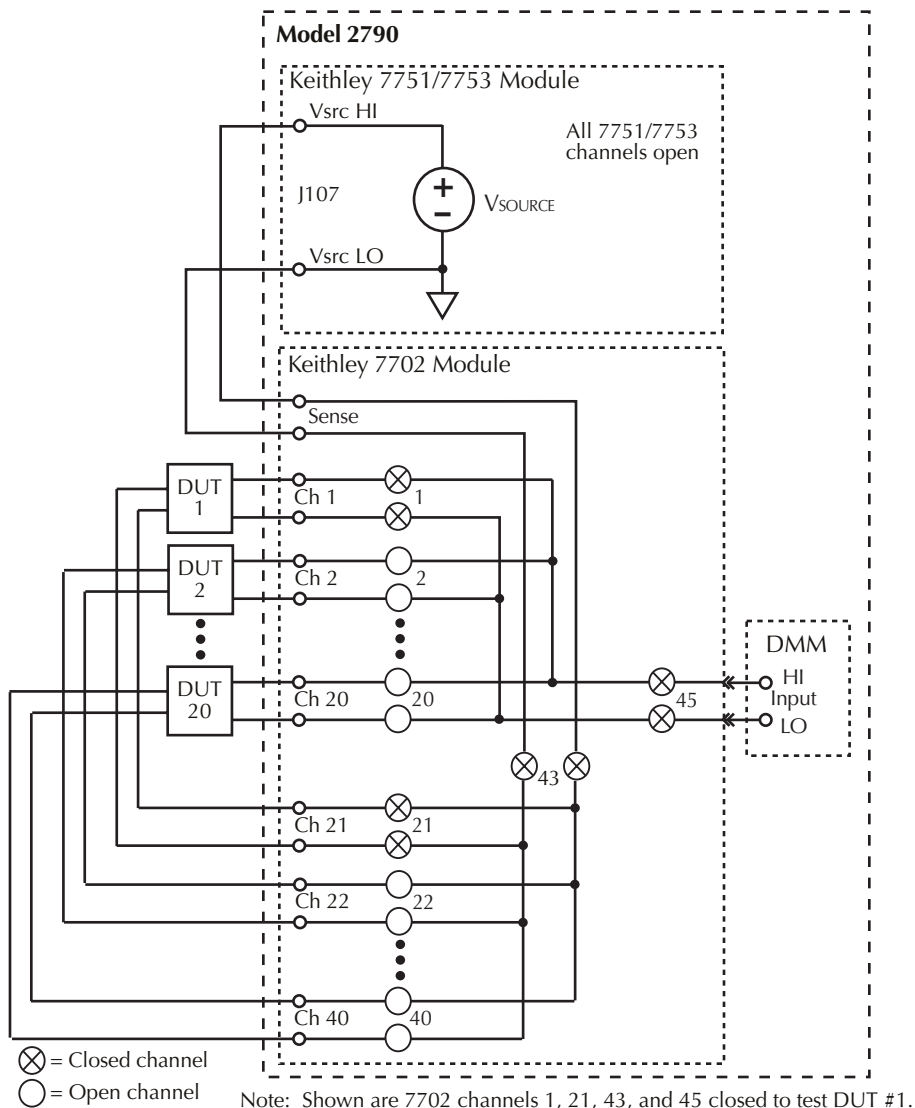 Model 2790
Keithley 7751/7753 Module
Vsrc HI
All 7751/7753
channels open
J107
+
VSOURCE
–
Vsrc LO
Keithley 7702 Module
Sense
DUT
1
Ch 1
1
DUT
2
Ch 2
2
DUT
20
Ch 20
20
45
DMM
HI
Input
LO
43
Ch 21
21
Ch 22
22
Ch 40
40
= Closed channel
= Open channel
Note: Shown are 7702 channels 1, 21, 43, and 45 closed to test DUT #1.